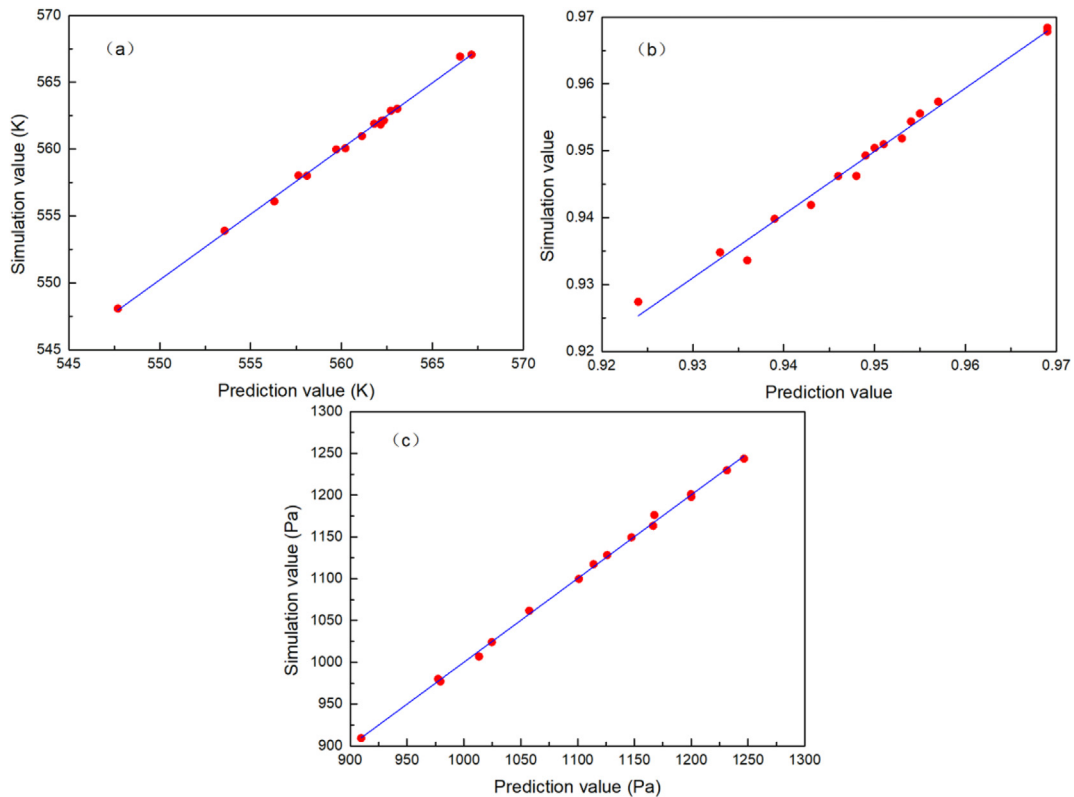 (a)
570
565
560
555
550
545
Simulation value (K)
545 550 555 560 565 570
Prediction value (K)
(b)
0.97
0.96
0.95
0.94
0.93
0.92
Simulation value
0.92 0.93 0.94 0.95 0.96 0.97
Prediction value
(c)
1300
1250
1200
1150
1100
1050
1000
950
900
Simulation value (Pa)
900 950 1000 1050 1100 1150 1200 1250 1300
Prediction value (Pa)